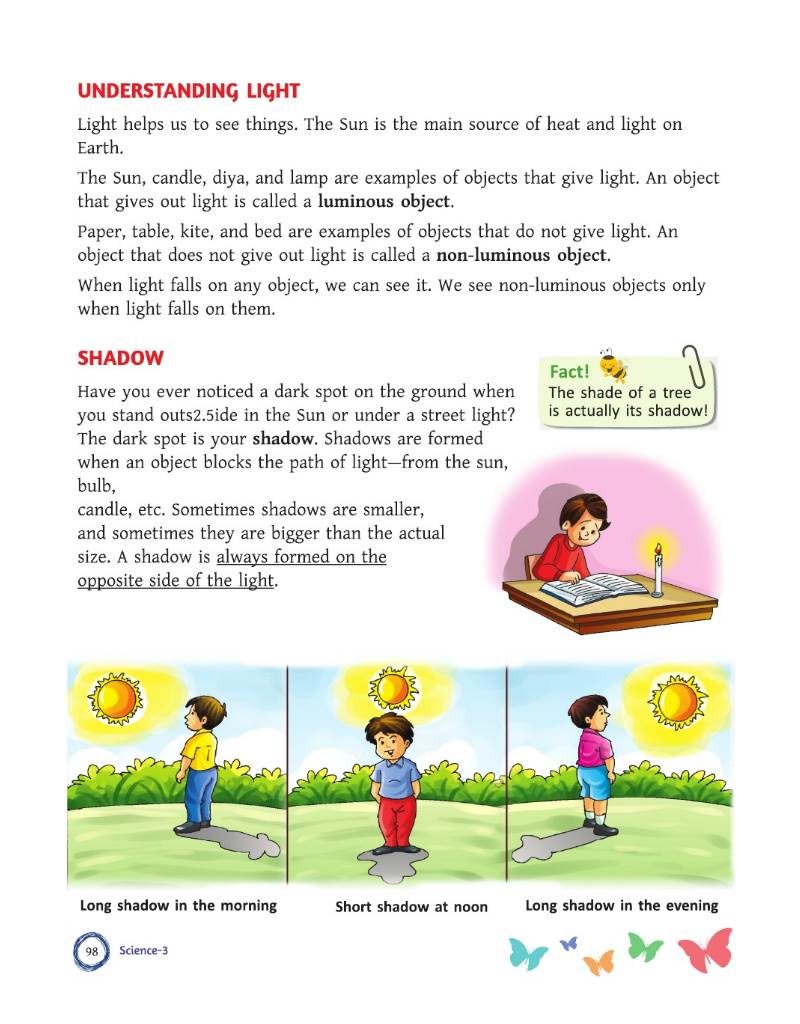 UNDERSTANDING LIGHT
Light helps us to see things. The Sun is the main source of heat and light on
Earth.
The Sun, candle, diya, and lamp are examples of objects that give light. An object
that gives out light is called a luminous object.
Paper, table, kite, and bed are examples of objects that do not give light. An
object that does not give out light is called a non-luminous object.
When light falls on any object, we can see it. We see non-luminous objects only
when light falls on them.
SHADOW
Have you ever noticed a dark spot on the ground when
you stand outs2.5ide in the Sun or under a street light?
The dark spot is your shadow. Shadows are formed
when an object blocks the path of light—from the sun,
bulb,
candle, etc. Sometimes shadows are smaller,
and sometimes they are bigger than the actual
size. A shadow is always formed on the
opposite side of the light.
Fact!
The shade of a tree
is actually its shadow!
Long shadow in the morning
Short shadow at noon
Long shadow in the evening
98
Science-3